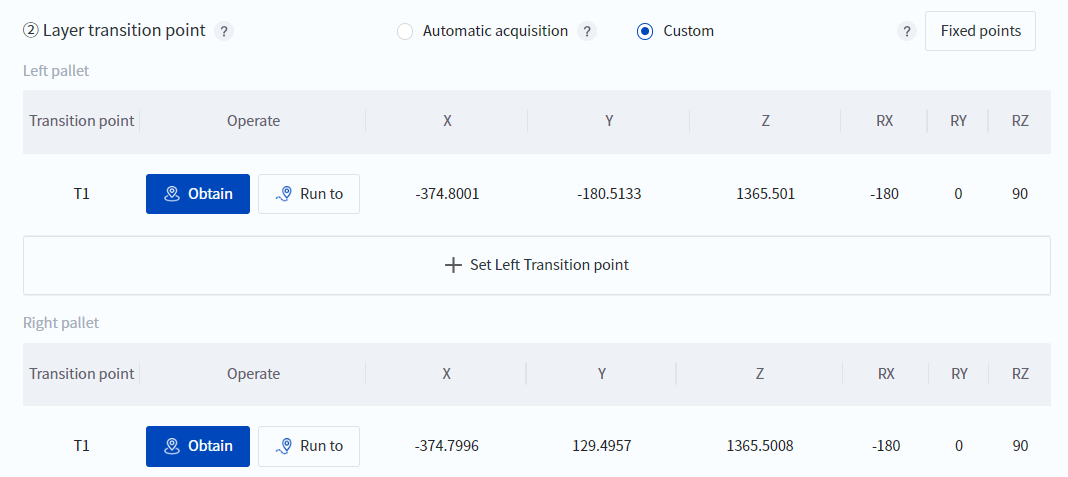 ② Layer transition point ? Automatic acquisition ? Custom ? Fixed points
Left pallet
Transition point Operate X Y Z RX RY RZ
T1 Obtain Run to -374.8001 -180.5133 1365.501 -180 0 90
Set Left Transition point
Right pallet
Transition point Operate X Y Z RX RY RZ
T1 Obtain Run to -374.7996 129.4957 1365.5008 -180 0 90